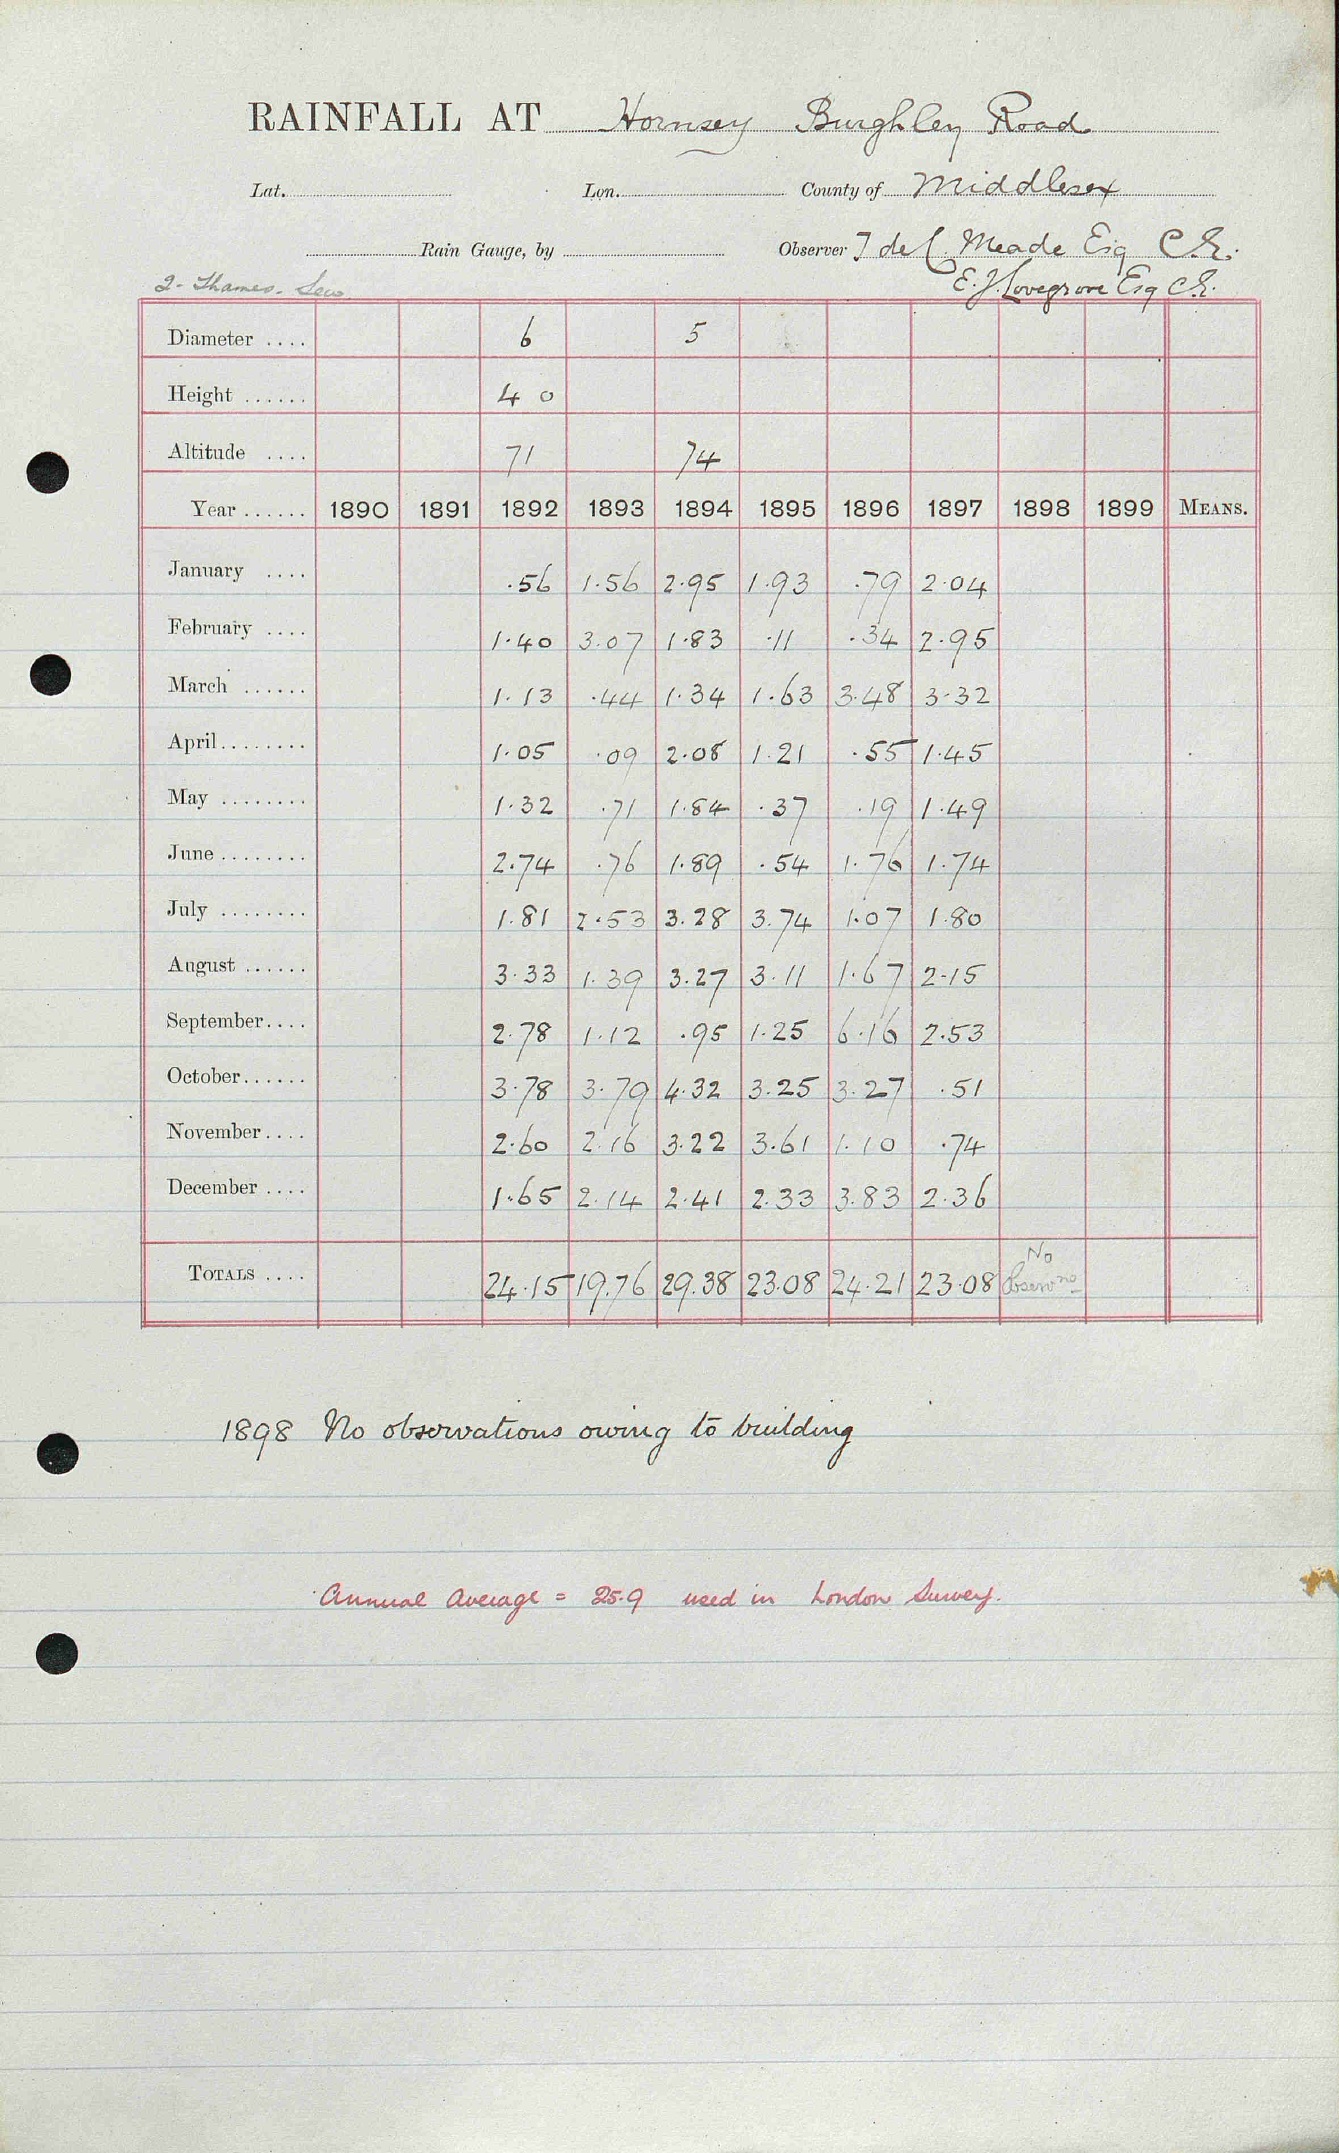 RAINFALL AT Hornsey Burghley Road
Lat. Lon. County of Middlesex
Rain Gauge, by Observer T de C Meade Esq C.E.
2 - Thames - E.J. Lovegrove Esq C.E.
Diameter .... 6 5
Height ...... 4 0
Altitude .... 71 74
Year ...... 1890 1891 1892 1893 1894 1895 1896 1897 1898 1899 MEANS.
January .... .56 1.56 2.95 1.93 .79 2.04
February .... 1.40 3.07 1.83 .11 .34 2.95
March ...... 1.13 .44 1.34 1.63 3.48 3.32
April........ 1.05 .09 2.08 1.21 .55 1.45
May ........ 1.32 .71 1.84 .37 .19 1.49
June ........ 2.74 .76 1.89 .54 1.76 1.74
July ........ 1.81 2.53 3.28 3.74 1.07 1.80
August ...... 3.33 1.39 3.27 3.11 1.67 2.15
September.... 2.78 1.12 .95 1.25 6.16 2.53
October...... 3.78 3.79 4.32 3.25 3.27 .51
November.... 2.60 2.16 3.22 3.61 1.10 .74
December .... 1.65 2.14 2.41 2.33 3.83 2.36
TOTALS .... 24.15 19.76 29.38 23.08 24.21 23.08 No Observns
1898 No observations owing to building
Annual Average = 25.9 used in London Survey.